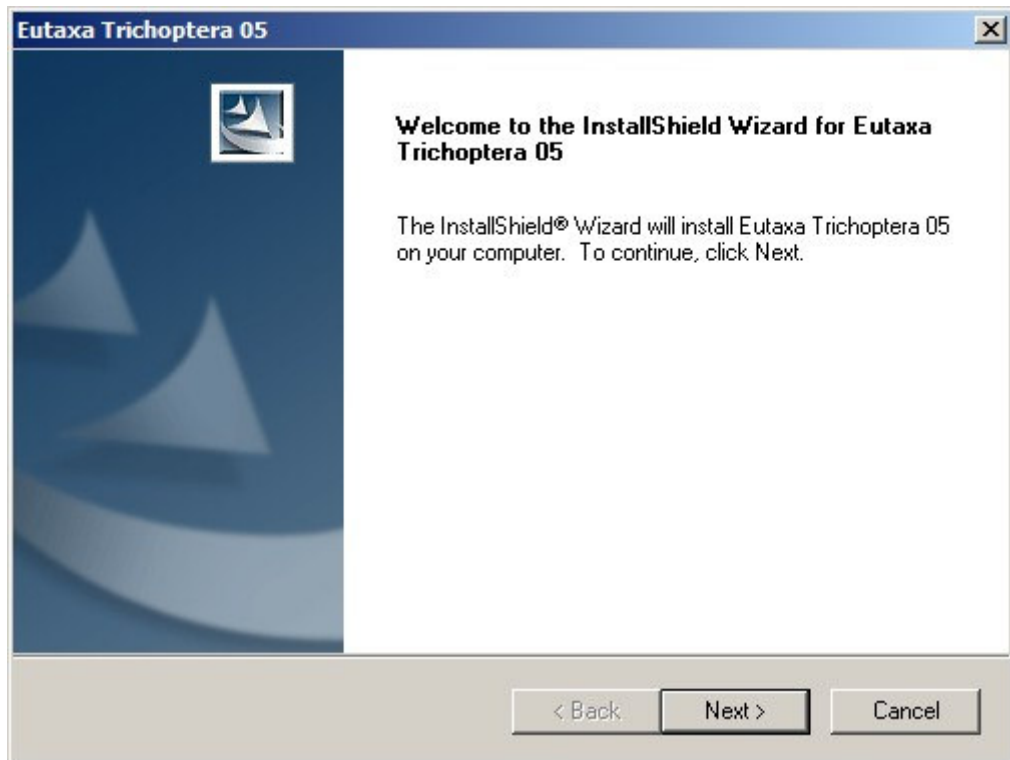 Eutaxa Trichoptera 05
Welcome to the InstallShield Wizard for Eutaxa
Trichoptera 05
The InstallShield® Wizard will install Eutaxa Trichoptera 05
on your computer.  To continue, click Next.
< Back
Next >
Cancel